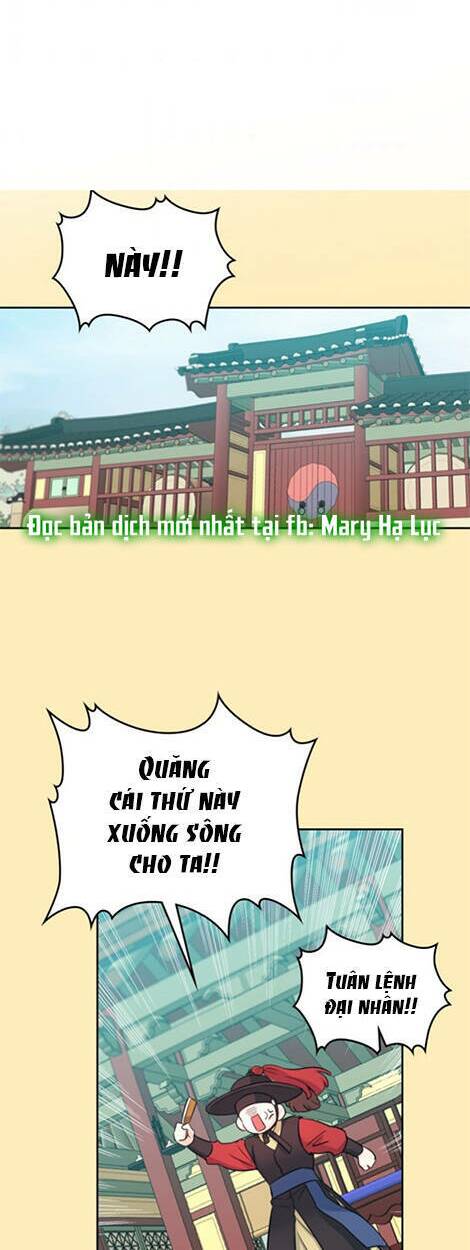 NÀY!!
Đọc bản dịch mới nhất tại fb: Mary Hạ Lục
QUĂNG
CÁI THỨ NÀY
XUỐNG SÔNG
CHO TA!!
TUÂN LỆNH
ĐẠI NHÂN!!